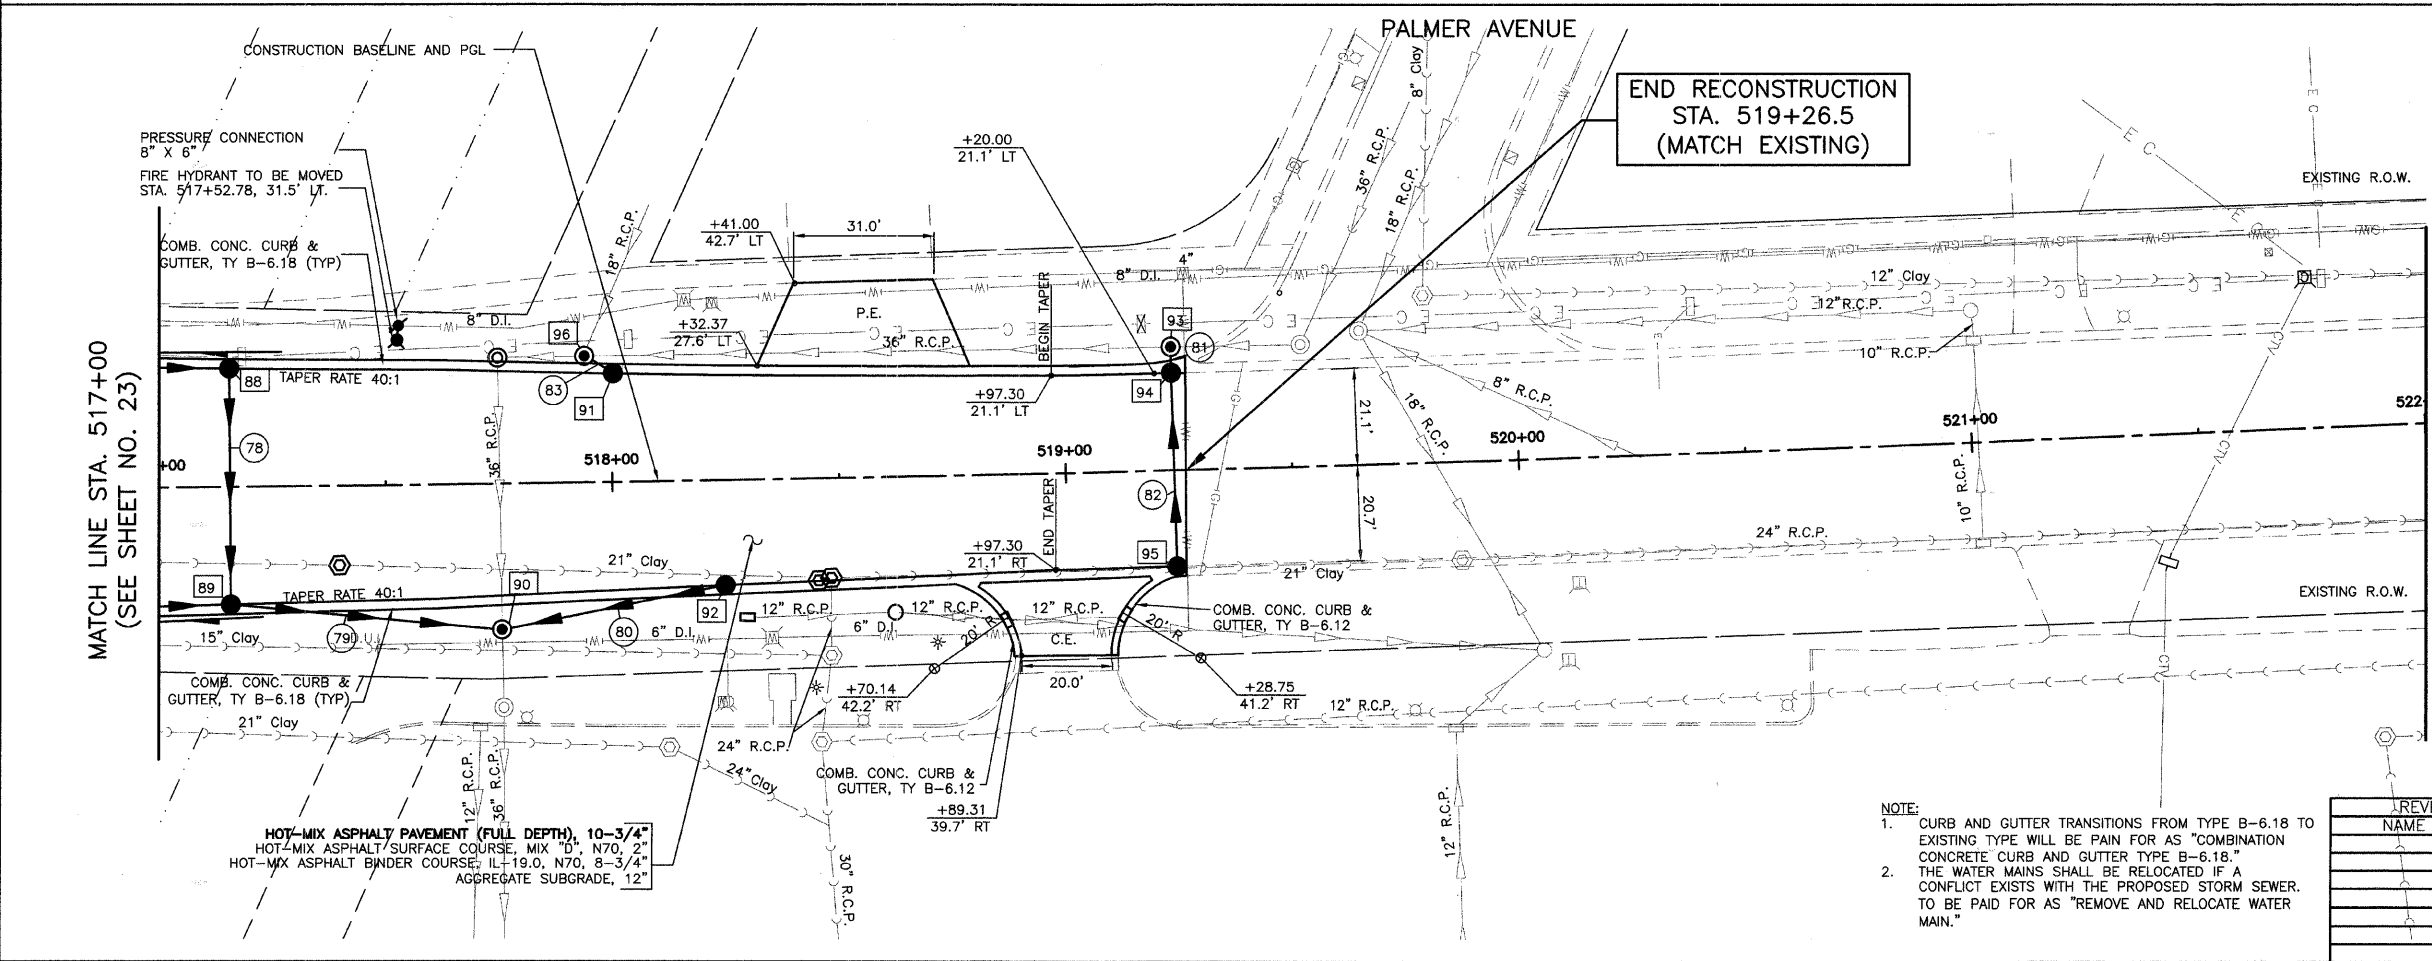 PALMER AVENUE
CONSTRUCTION BASELINE AND PGL
END RECONSTRUCTION
STA. 519+26.5
(MATCH EXISTING)
PRESSURE CONNECTION
8" X 6"
FIRE HYDRANT TO BE MOVED
STA. 517+52.78, 31.5' LT.
COMB. CONC. CURB &
GUTTER, TY B-6.18 (TYP)
18" R.C.P.
+41.00
42.7' LT
31.0'
+20.00
21.1' LT
8" Clay
36" R.C.P.
18" R.C.P.
E C
E C
EXISTING R.O.W.
8" D.I.
96
+32.37
27.6' LT
P.E.
36" R.C.P.
BEGIN TAPER
8" D.I.
4"
93
81
12" Clay
12" R.C.P.
10" R.C.P.
CTV
MATCH LINE STA. 517+00
(SEE SHEET NO. 23)
88
TAPER RATE 40:1
83
91
+97.30
21.1' LT
94
21.1'
8" R.C.P.
18" R.C.P.
+00
78
36" R.C.P.
518+00
519+00
520+00
521+00
522
82
20.7'
10" R.C.P.
24" R.C.P.
CTV
89
TAPER RATE 40:1
90
21" Clay
92
+97.30
21.1' RT
END TAPER
95
21" Clay
EXISTING R.O.W.
15" Clay
79
D.U.
80
6" D.I.
12" R.C.P.
6" D.I.
12" R.C.P.
12" R.C.P.
20' R
C.E.
20' R
COMB. CONC. CURB &
GUTTER, TY B-6.12
COMB. CONC. CURB &
GUTTER, TY B-6.18 (TYP)
21" Clay
+70.14
42.2' RT
20.0'
+28.75
41.2' RT
12" R.C.P.
CTV
24" R.C.P.
24" Clay
12" R.C.P.
36" R.C.P.
COMB. CONC. CURB &
GUTTER, TY B-6.12
+89.31
39.7' RT
30" R.C.P.
12" R.C.P.
HOT-MIX ASPHALT PAVEMENT (FULL DEPTH), 10-3/4"
HOT-MIX ASPHALT SURFACE COURSE, MIX "D", N70, 2"
HOT-MIX ASPHALT BINDER COURSE, IL-19.0, N70, 8-3/4"
AGGREGATE SUBGRADE, 12"
NOTE:
1. CURB AND GUTTER TRANSITIONS FROM TYPE B-6.18 TO
EXISTING TYPE WILL BE PAIN FOR AS "COMBINATION
CONCRETE CURB AND GUTTER TYPE B-6.18."
2. THE WATER MAINS SHALL BE RELOCATED IF A
CONFLICT EXISTS WITH THE PROPOSED STORM SEWER.
TO BE PAID FOR AS "REMOVE AND RELOCATE WATER
MAIN."
REVI
NAME